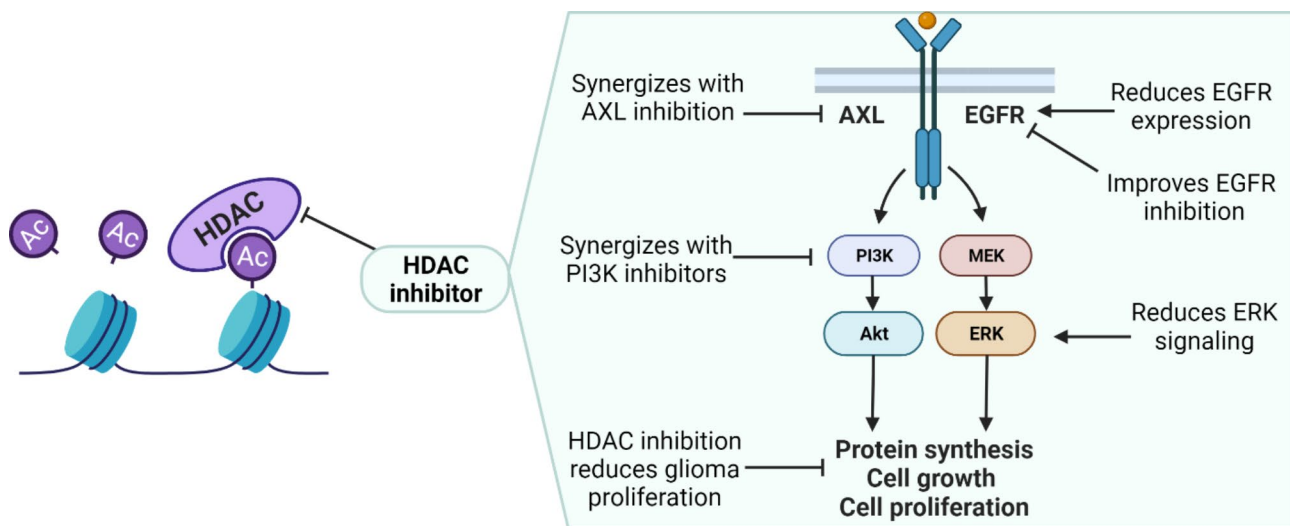 Ac
Ac
HDAC
Ac
HDAC
inhibitor
Synergizes with
AXL inhibition
AXL
EGFR
Reduces EGFR
expression
Improves EGFR
inhibition
Synergizes with
PI3K inhibitors
PI3K
MEK
Akt
ERK
Reduces ERK
signaling
HDAC inhibition
reduces glioma
proliferation
Protein synthesis
Cell growth
Cell proliferation